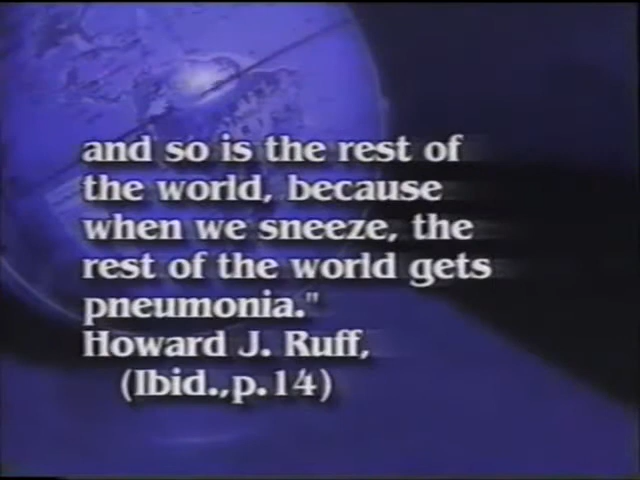 and so is the rest of
the world, because
when we sneeze, the
rest of the world gets
pneumonia."
Howard J. Ruff,
(Ibid.,p.14)